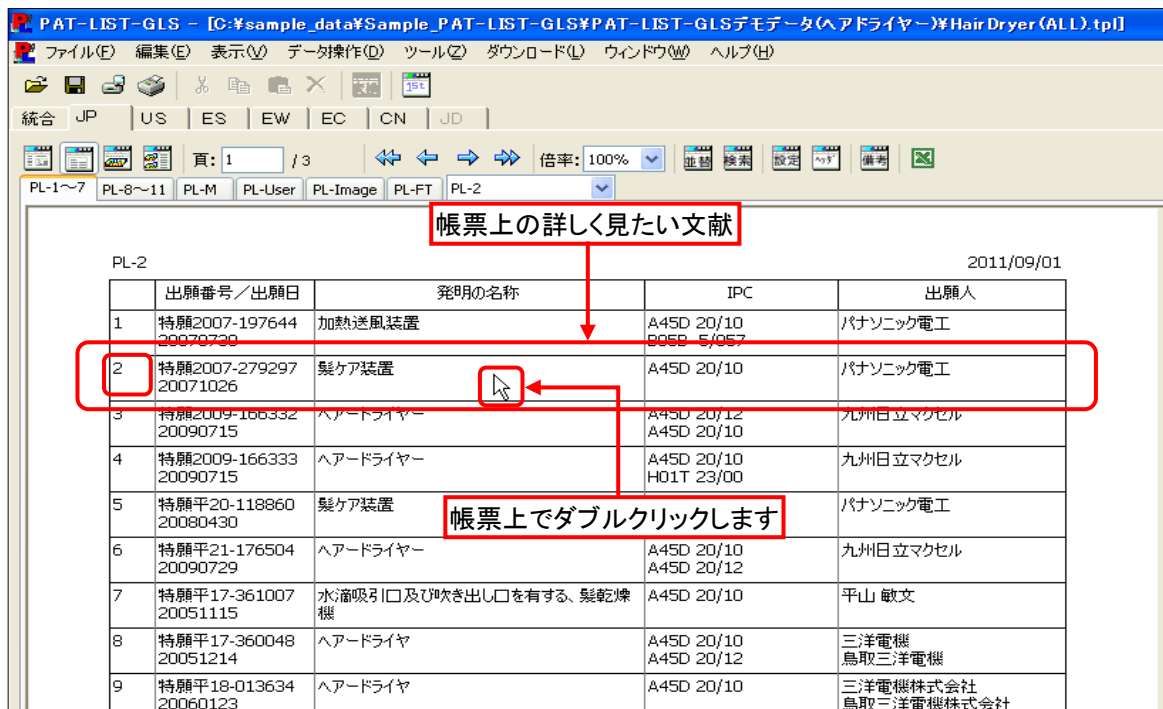 PAT-LIST-GLS - [C:¥sample_data¥Sample_PAT-LIST-GLS¥PAT-LIST-GLSデモデータ(ヘアドライヤー)¥HairDryer(ALL).tpl]
ファイル(F) 編集(E) 表示(V) データ操作(D) ツール(Z) ダウンロード(L) ウィンドウ(W) ヘルプ(H)
1st
統合 JP US ES EW EC CN JD
頁: 1 /3 倍率: 100% 並替 検索 設定 ヘッダ 備考
PL-1～7 PL-8～11 PL-M PL-User PL-Image PL-FT PL-2
帳票上の詳しく見たい文献
PL-2 2011/09/01
出願番号／出願日 発明の名称 IPC 出願人
1 特願2007-197644 加熱送風装置 A45D 20/10 パナソニック電工
20070730 B05B 5/057
2 特願2007-279297 髪ケア装置 A45D 20/10 パナソニック電工
20071026
3 特願2009-166332 ヘアードライヤー A45D 20/12 九州日立マクセル
20090715 A45D 20/10
4 特願2009-166333 ヘアードライヤー A45D 20/10 九州日立マクセル
20090715 H01T 23/00
5 特願平20-118860 髪ケア装置 パナソニック電工
20080430
帳票上でダブルクリックします
6 特願平21-176504 ヘアードライヤー A45D 20/10 九州日立マクセル
20090729 A45D 20/12
7 特願平17-361007 水滴吸引口及び吹き出し口を有する、髪乾燥 A45D 20/10 平山 敏文
20051115 機
8 特願平17-360048 ヘアードライヤ A45D 20/10 三洋電機
20051214 A45D 20/12 鳥取三洋電機
9 特願平18-013634 ヘアードライヤ A45D 20/10 三洋電機株式会社
20060123 鳥取三洋電機株式会社